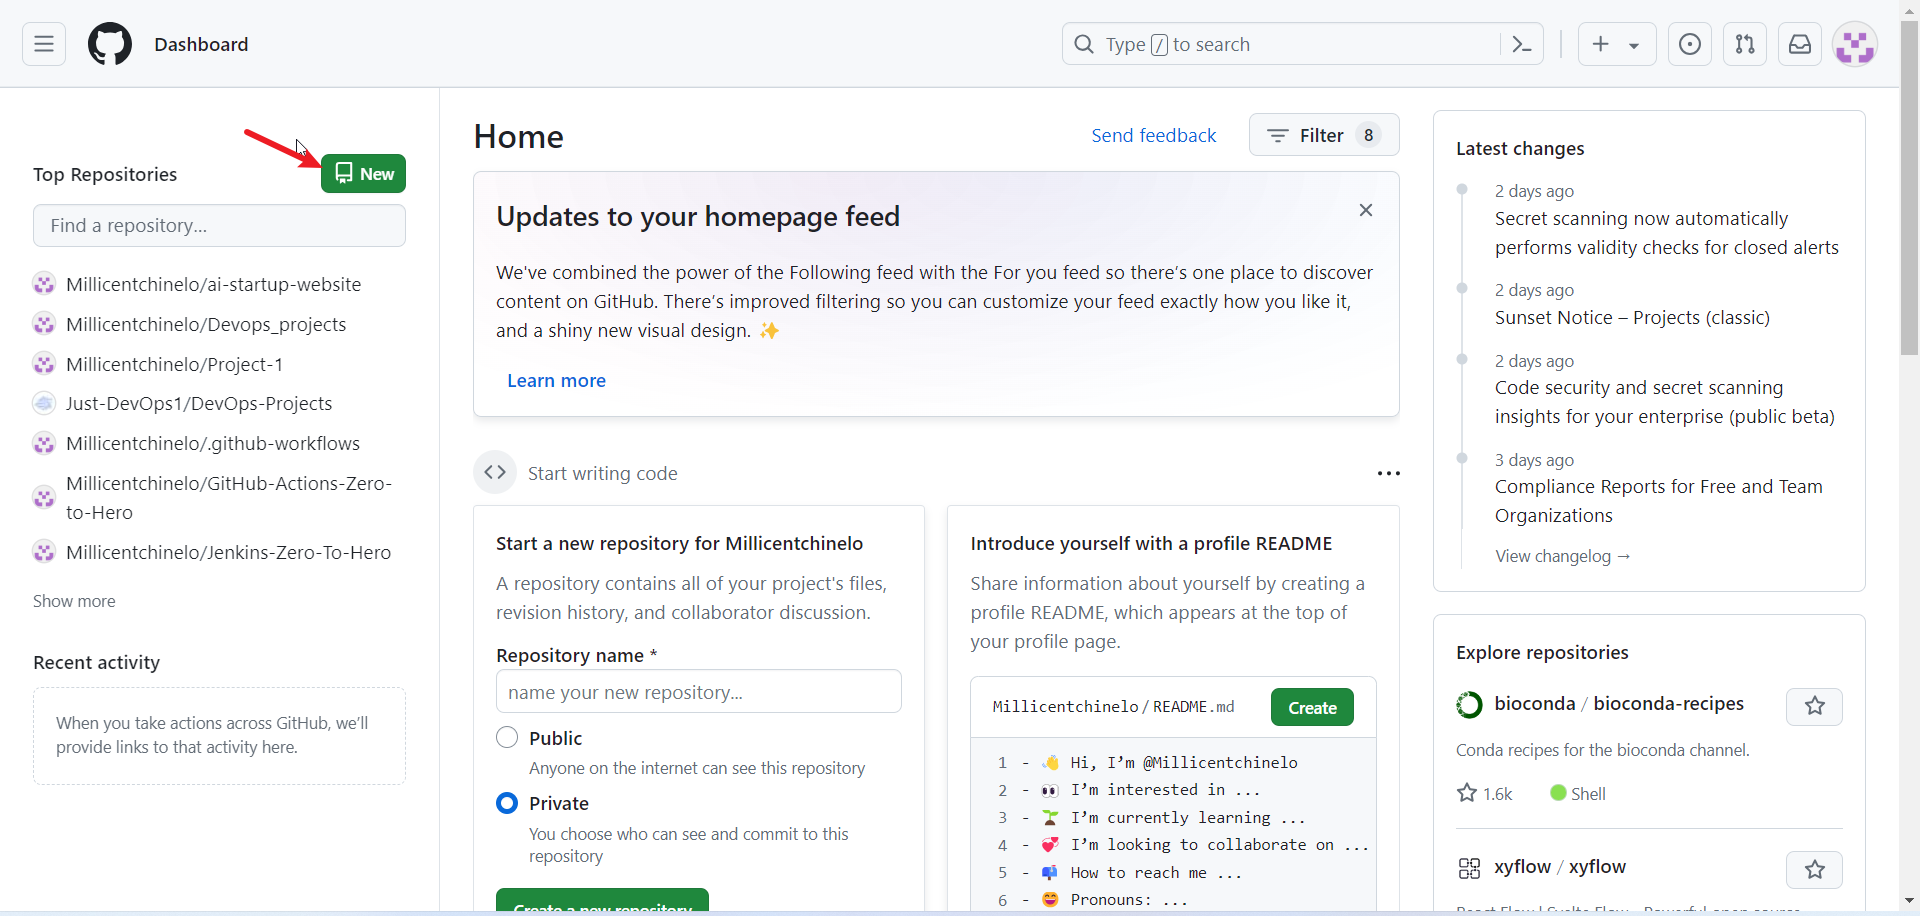 Dashboard
Type / to search
Top Repositories
New
Find a repository...
Millicentchinelo/ai-startup-website
Millicentchinelo/Devops_projects
Millicentchinelo/Project-1
Just-DevOps1/DevOps-Projects
Millicentchinelo/.github-workflows
Millicentchinelo/GitHub-Actions-Zero-
to-Hero
Millicentchinelo/Jenkins-Zero-To-Hero
Show more
Recent activity
When you take actions across GitHub, we’ll
provide links to that activity here.
Home
Send feedback
Filter 8
Updates to your homepage feed
We've combined the power of the Following feed with the For you feed so there’s one place to discover
content on GitHub. There’s improved filtering so you can customize your feed exactly how you like it,
and a shiny new visual design. ✨
Learn more
Start writing code
Start a new repository for Millicentchinelo
A repository contains all of your project's files,
revision history, and collaborator discussion.
Repository name *
name your new repository...
Public
Anyone on the internet can see this repository
Private
You choose who can see and commit to this
repository
Create a new repository
Introduce yourself with a profile README
Share information about yourself by creating a
profile README, which appears at the top of
your profile page.
Millicentchinelo / README.md
Create
1 - 👋 Hi, I’m @Millicentchinelo
2 - 👀 I’m interested in ...
3 - 🌱 I’m currently learning ...
4 - 💞️ I’m looking to collaborate on ...
5 - 📫 How to reach me ...
6 - 😄 Pronouns: ...
Latest changes
2 days ago
Secret scanning now automatically
performs validity checks for closed alerts
2 days ago
Sunset Notice – Projects (classic)
2 days ago
Code security and secret scanning
insights for your enterprise (public beta)
3 days ago
Compliance Reports for Free and Team
Organizations
View changelog →
Explore repositories
bioconda / bioconda-recipes
Conda recipes for the bioconda channel.
1.6k
Shell
xyflow / xyflow
React Flow | Svelte Flow - Powerful open source